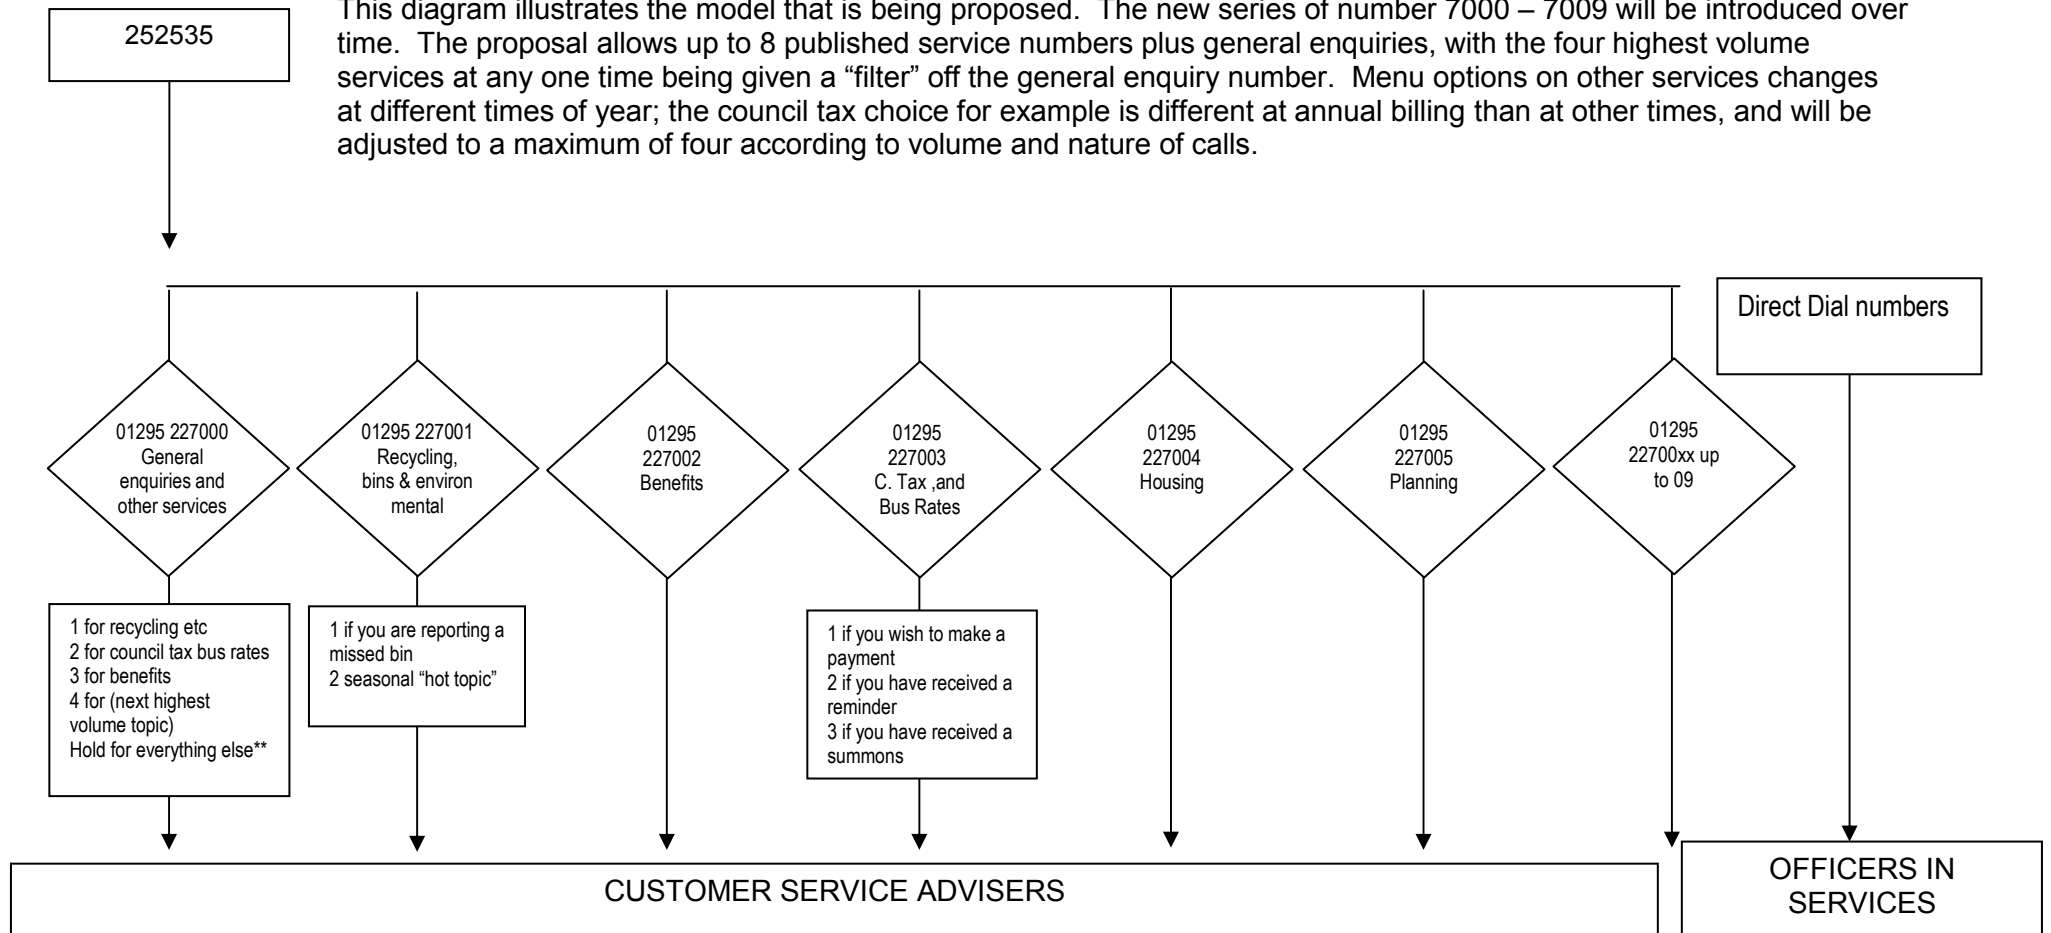 252535
This diagram illustrates the model that is being proposed.  The new series of number 7000 – 7009 will be introduced over
time.  The proposal allows up to 8 published service numbers plus general enquiries, with the four highest volume
services at any one time being given a “filter” off the general enquiry number.  Menu options on other services changes
at different times of year; the council tax choice for example is different at annual billing than at other times, and will be
adjusted to a maximum of four according to volume and nature of calls.
Direct Dial numbers
01295 227000
General
enquiries and
other services
01295 227001
Recycling,
bins & environ
mental
01295
227002
Benefits
01295
227003
C. Tax ,and
Bus Rates
01295
227004
Housing
01295
227005
Planning
01295
22700xx up
to 09
1 for recycling etc
2 for council tax bus rates
3 for benefits
4 for (next highest
volume topic)
Hold for everything else**
1 if you are reporting a
missed bin
2 seasonal “hot topic”
1 if you wish to make a
payment
2 if you have received a
reminder
3 if you have received a
summons
CUSTOMER SERVICE ADVISERS
OFFICERS IN
SERVICES